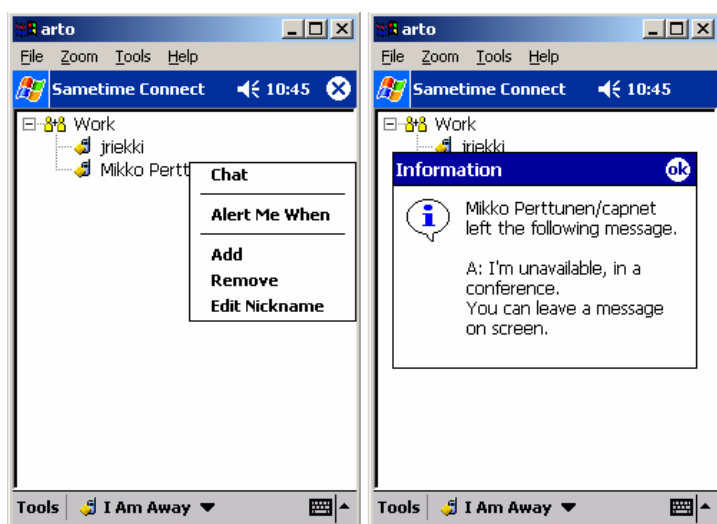 arto
File Zoom Tools Help
Sametime Connect 10:45
Work
jriekki
Mikko Pertt
Chat
Alert Me When
Add
Remove
Edit Nickname
Tools I Am Away
arto
File Zoom Tools Help
Sametime Connect 10:45
Work
jriekki
Information ok
Mikko Perttunen/capnet
left the following message.
A: I'm unavailable, in a
conference.
You can leave a message
on screen.
Tools I Am Away